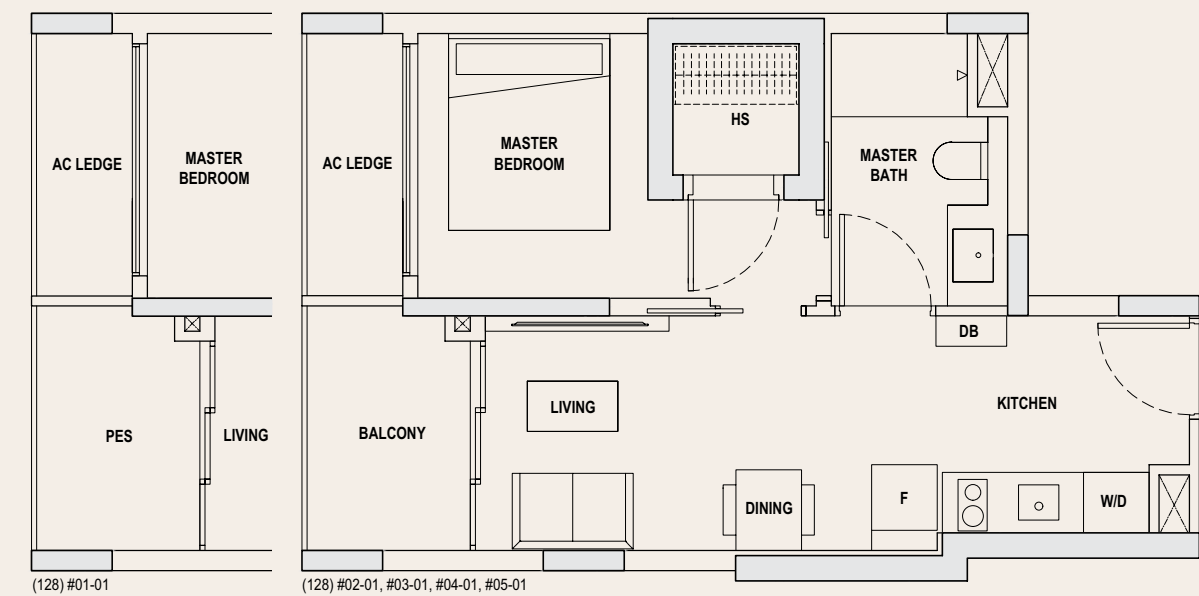 AC LEDGE
MASTER
BEDROOM
PES
LIVING
(128) #01-01
AC LEDGE
MASTER
BEDROOM
HS
MASTER
BATH
DB
BALCONY
LIVING
KITCHEN
DINING
F
W/D
(128) #02-01, #03-01, #04-01, #05-01